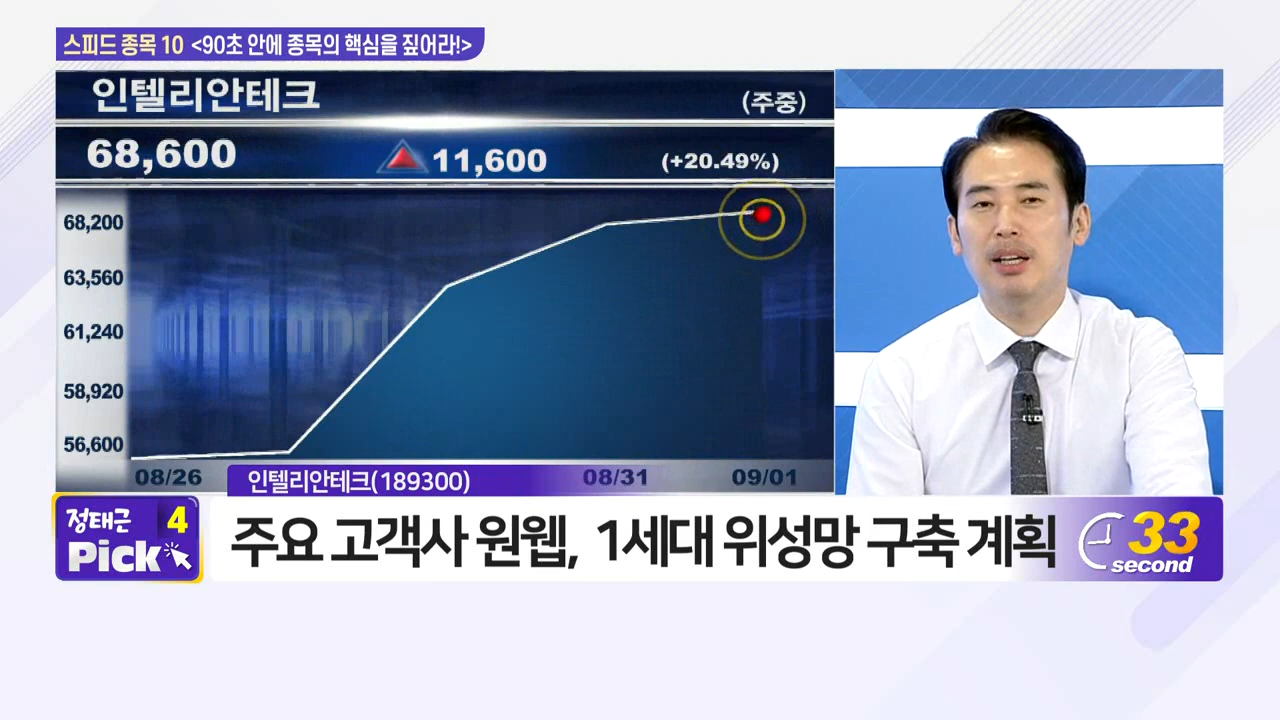 스피드 종목 10 <90초 안에 종목의 핵심을 짚어라!>
인텔리안테크
(주중)
68,600 ▲ 11,600 (+20.49%)
68,200
63,560
61,240
58,920
56,600
08/26 08/31 09/01
인텔리안테크(189300)
정태근 4
Pick
주요 고객사 원웹, 1세대 위성망 구축 계획
33
second